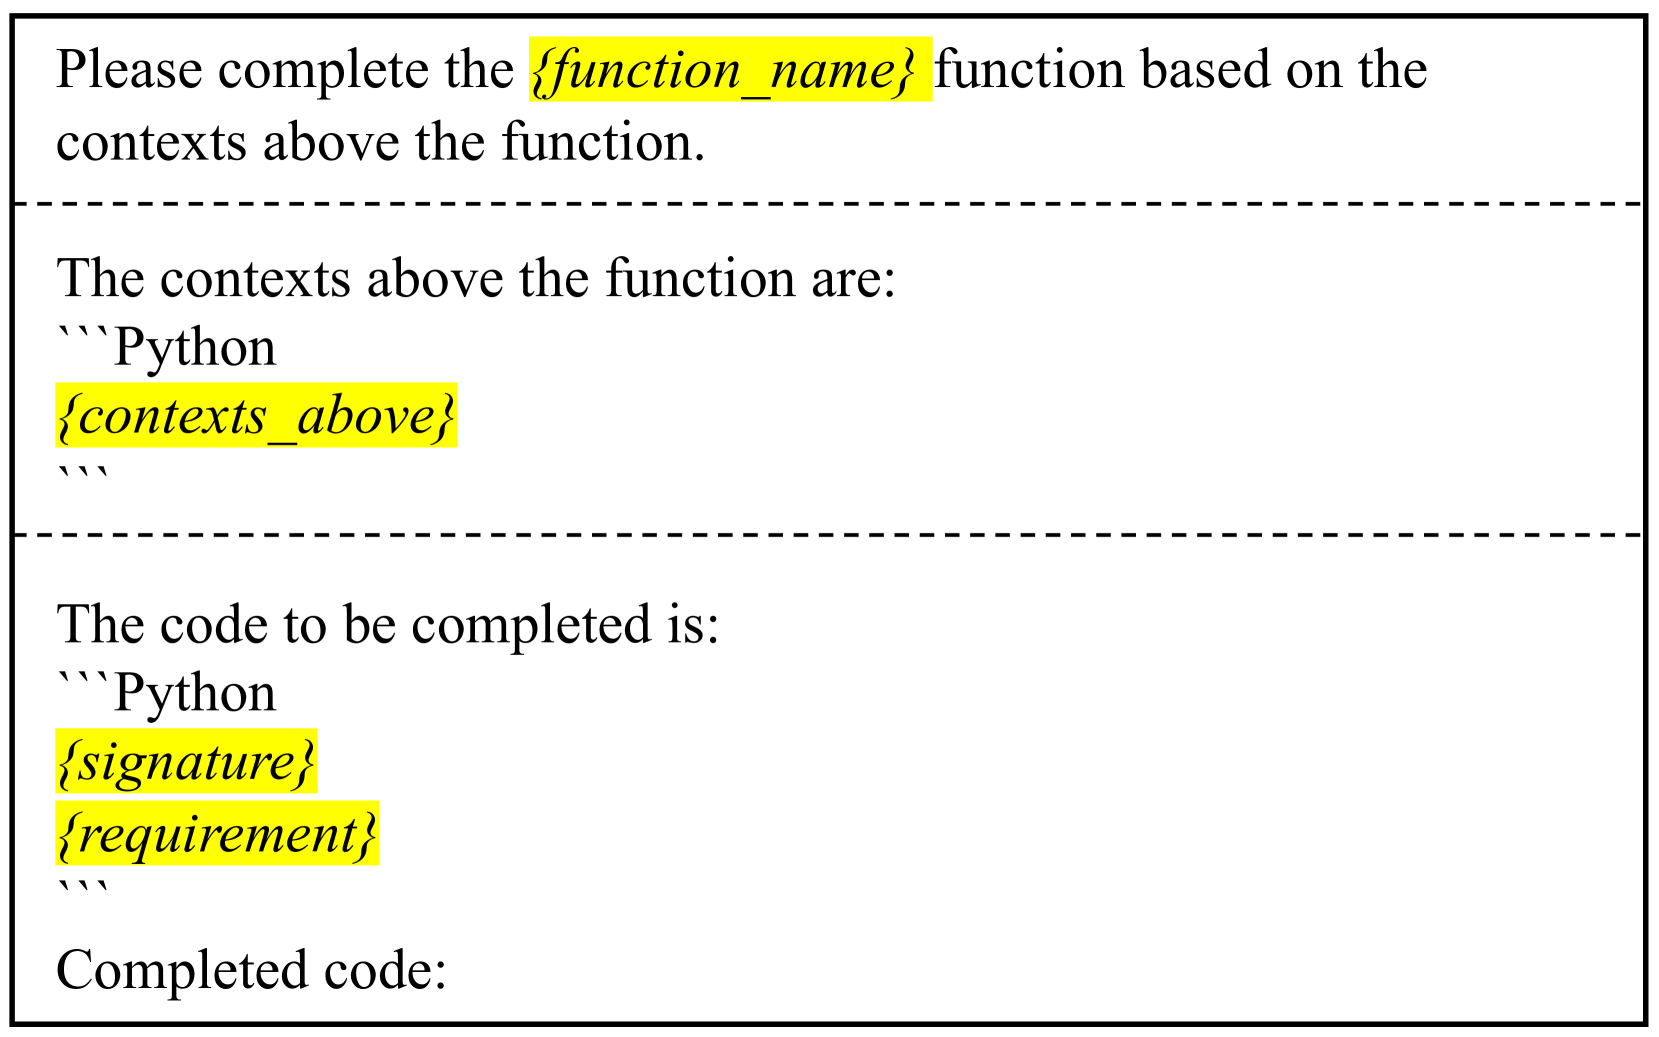 Please complete the {function_name} function based on the
contexts above the function.
The contexts above the function are:
```Python
{contexts_above}
```
The code to be completed is:
```Python
{signature}
{requirement}
```
Completed code: